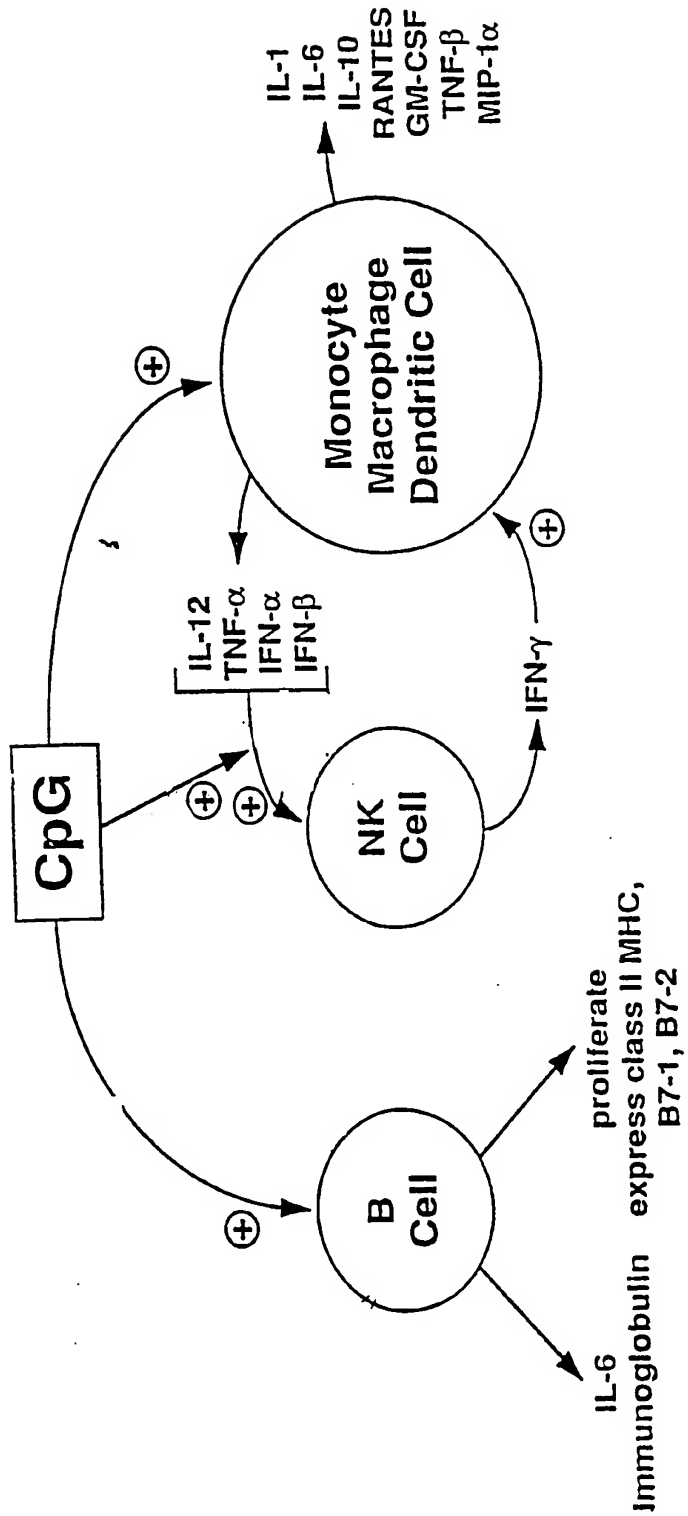 CpG
+
+
+
+
+
B
Cell
NK
Cell
IL-12
TNF-α
IFN-α
IFN-β
Monocyte
Macrophage
Dendritic Cell
IL-1
IL-6
IL-10
RANTES
GM-CSF
TNF-β
MIP-1α
IFN-γ
IL-6
Immunoglobulin
proliferate
express class II MHC,
B7-1, B7-2